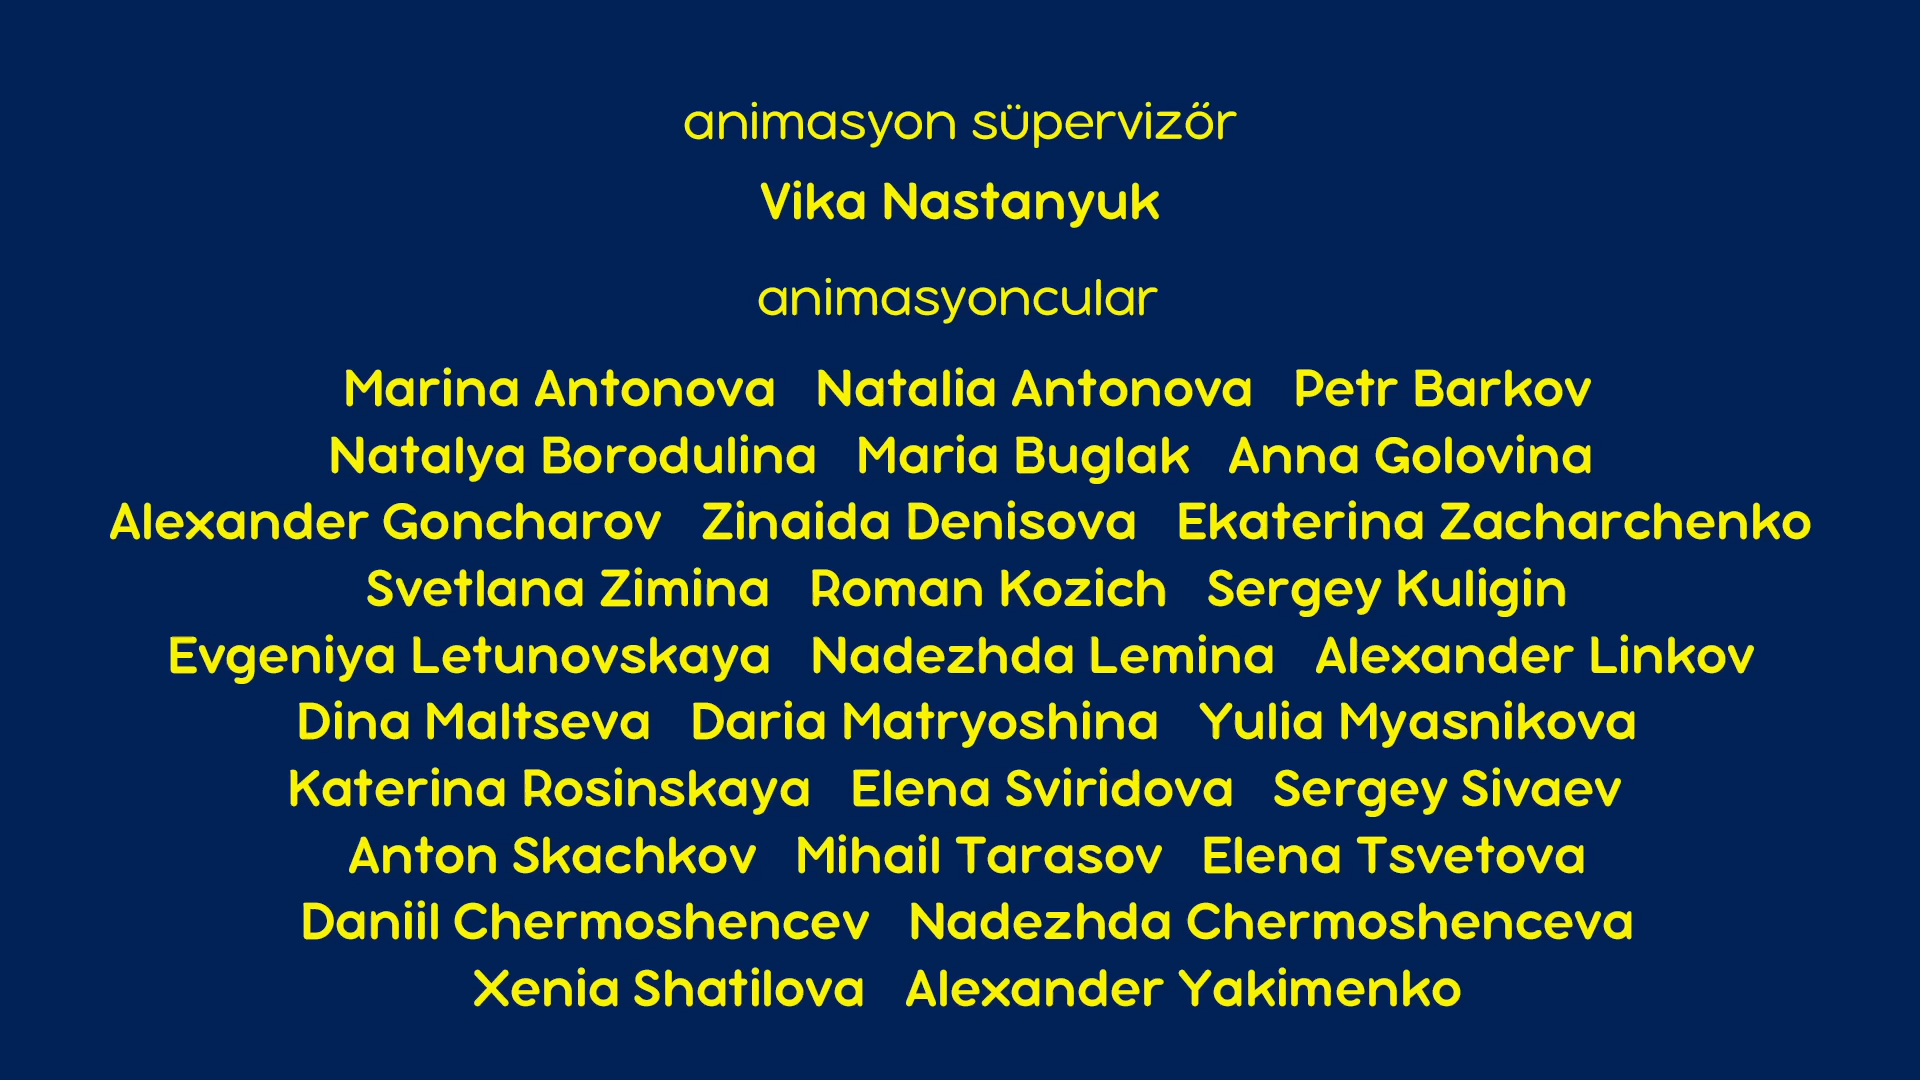 animasyon süpervizőr
Vika Nastanyuk
animasyoncular
Marina Antonova Natalia Antonova Petr Barkov
Natalya Borodulina Maria Buglak Anna Golovina
Alexander Goncharov Zinaida Denisova Ekaterina Zacharchenko
Svetlana Zimina Roman Kozich Sergey Kuligin
Evgeniya Letunovskaya Nadezhda Lemina Alexander Linkov
Dina Maltseva Daria Matryoshina Yulia Myasnikova
Katerina Rosinskaya Elena Sviridova Sergey Sivaev
Anton Skachkov Mihail Tarasov Elena Tsvetova
Daniil Chermoshencev Nadezhda Chermoshenceva
Xenia Shatilova Alexander Yakimenko